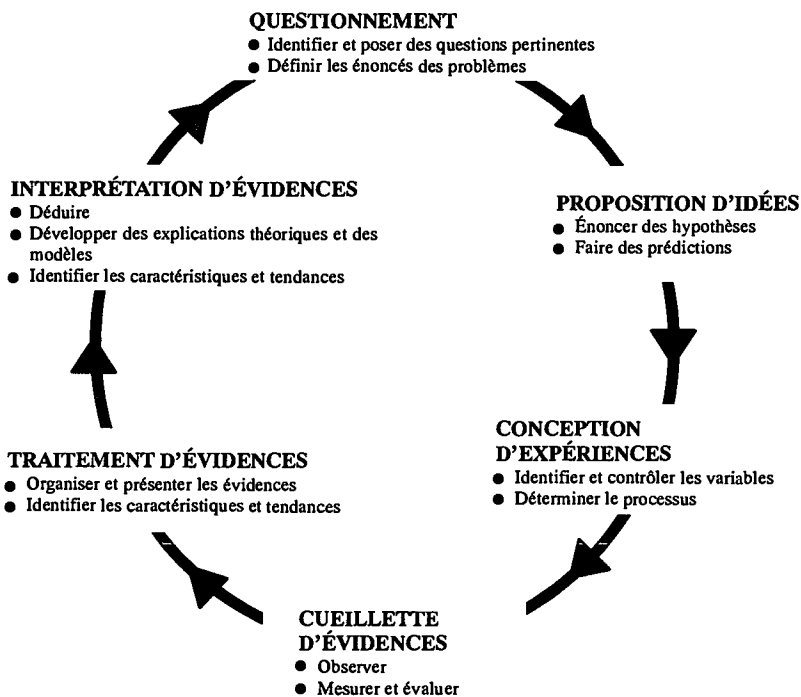 QUESTIONNEMENT
● Identifier et poser des questions pertinentes
● Définir les énoncés des problèmes
PROPOSITION D'IDÉES
● Énoncer des hypothèses
● Faire des prédictions
CONCEPTION
D'EXPÉRIENCES
● Identifier et contrôler les variables
● Déterminer le processus
CUEILLETTE
D'ÉVIDENCES
● Observer
● Mesurer et évaluer
TRAITEMENT D'ÉVIDENCES
● Organiser et présenter les évidences
● Identifier les caractéristiques et tendances
INTERPRÉTATION D'ÉVIDENCES
● Déduire
● Développer des explications théoriques et des
modèles
● Identifier les caractéristiques et tendances